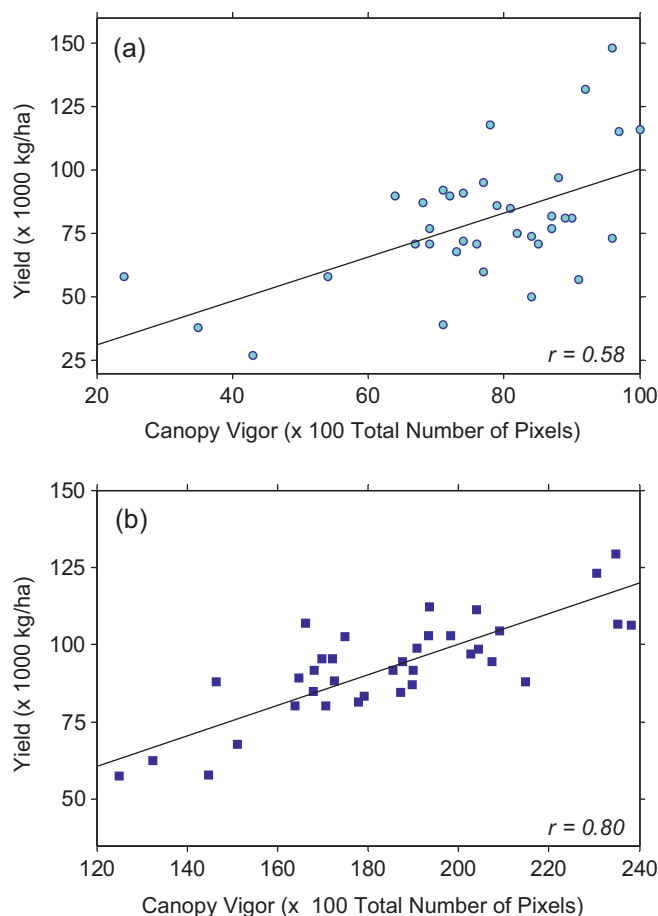 (a)
150
125
100
75
50
25
Yield (x 1000 kg/ha)
r = 0.58
20 40 60 80 100
Canopy Vigor (x 100 Total Number of Pixels)
(b)
150
125
100
75
50
Yield (x 1000 kg/ha)
r = 0.80
120 140 160 180 200 220 240
Canopy Vigor (x 100 Total Number of Pixels)